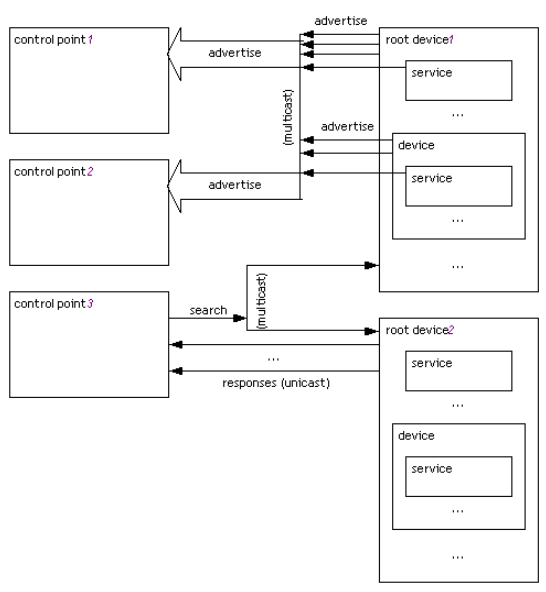 advertise
control point1
root device1
advertise
service
...
(multicast)
advertise
device
control point2
service
advertise
...
...
control point3
(multicast)
search
root device2
...
service
responses (unicast)
...
device
service
...
...